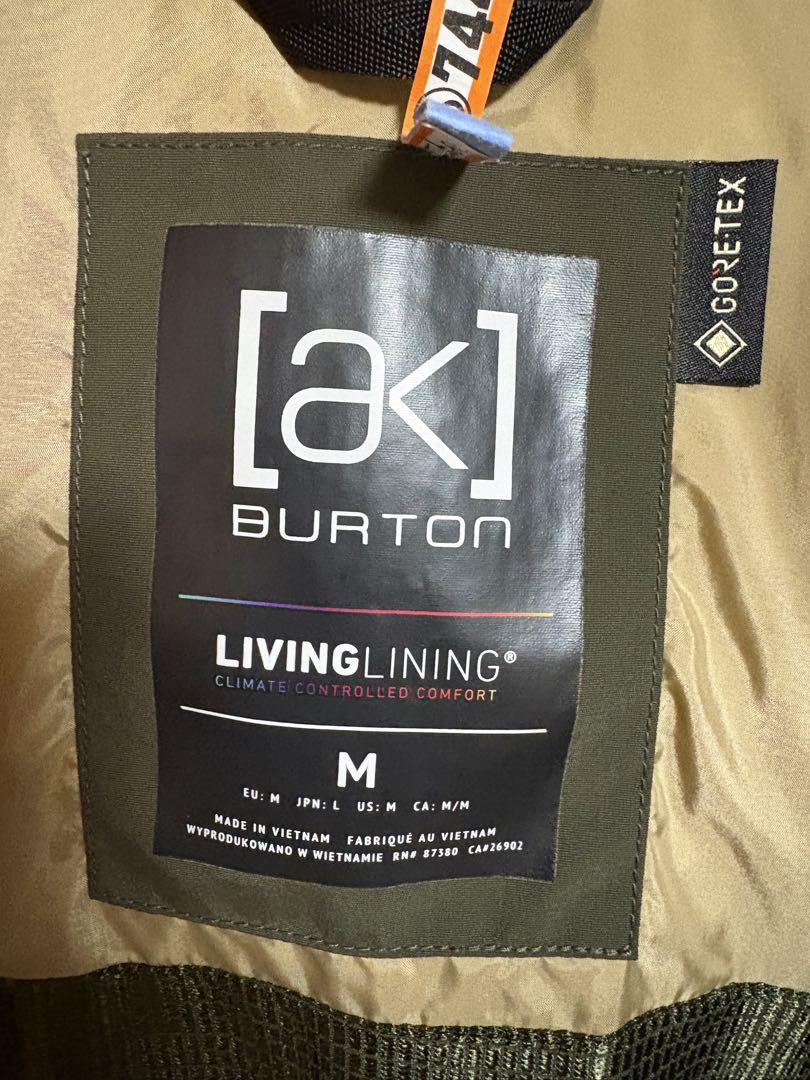 74
GORE-TEX
[ak]
BURTON
LIVINGLINING®
CLIMATE CONTROLLED COMFORT
M
EU: M JPN: L US: M CA: M/M
MADE IN VIETNAM FABRIQUÉ AU VIETNAM
WYPRODUKOWANO W WIETNAMIE RN# 87380 CA#26902